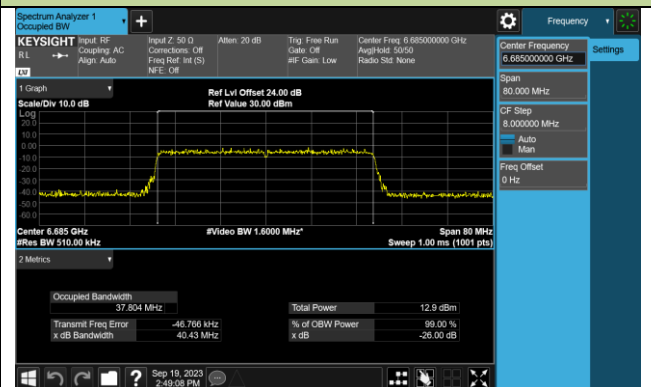 Spectrum Analyzer 1
Occupied BW
Frequency
KEYSIGHT
RL
LXI
Input: RF
Coupling: AC
Align: Auto
Input Z: 50 Ω
Corrections: Off
Freq Ref: Int (S)
NFE: Off
Atten: 20 dB
Trig: Free Run
Gate: Off
#IF Gain: Low
Center Freq: 6.685000000 GHz
Avg|Hold: 50/50
Radio Std: None
Center Frequency
6.685000000 GHz
Settings
Span
80.000 MHz
CF Step
8.000000 MHz
Auto
Man
Freq Offset
0 Hz
1 Graph
Scale/Div 10.0 dB
Ref Lvl Offset 24.00 dB
Ref Value 30.00 dBm
Log
20.0
10.0
0.00
-10.0
-20.0
-30.0
-40.0
-50.0
-60.0
Center 6.685 GHz
#Video BW 1.6000 MHz*
Span 80 MHz
#Res BW 510.00 kHz
Sweep 1.00 ms (1001 pts)
2 Metrics
Occupied Bandwidth
37.804 MHz
Total Power 12.9 dBm
Transmit Freq Error -46.766 kHz
% of OBW Power 99.00 %
x dB Bandwidth 40.43 MHz
x dB -26.00 dB
?
Sep 19, 2023
2:49:08 PM